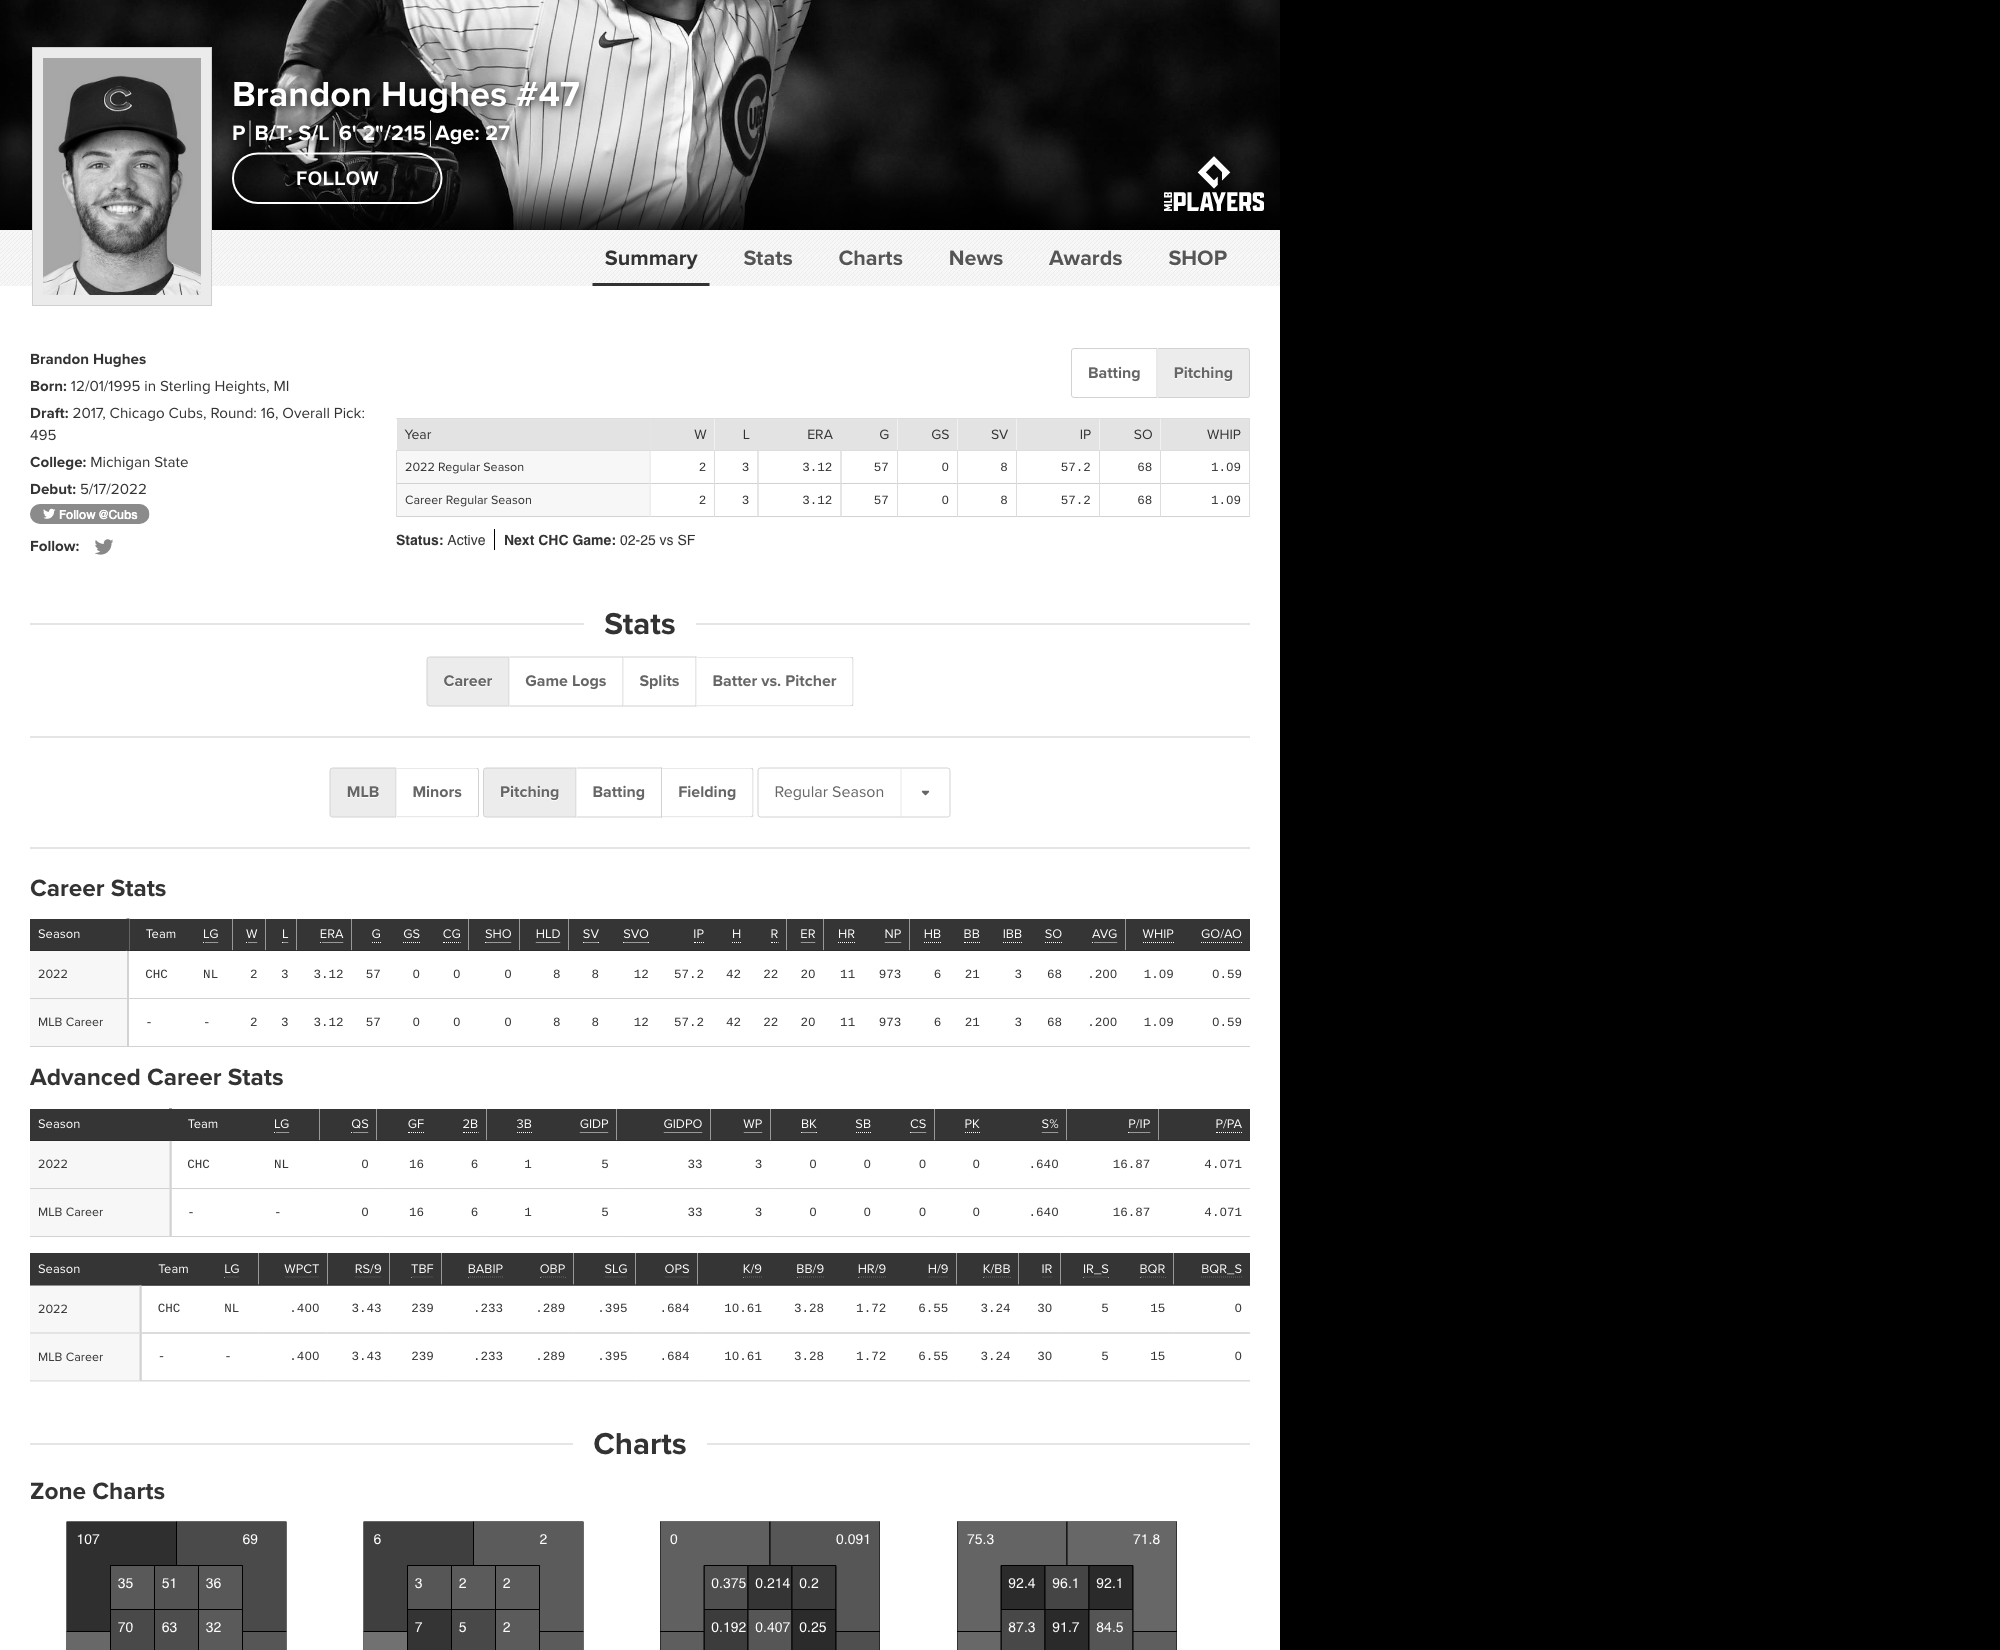 Brandon Hughes #47
P B/T: S/L 6' 2"/215 Age: 27
FOLLOW
MLB PLAYERS
Summary Stats Charts News Awards SHOP
Brandon Hughes
Born: 12/01/1995 in Sterling Heights, MI
Draft: 2017, Chicago Cubs, Round: 16, Overall Pick:
495
College: Michigan State
Debut: 5/17/2022
Follow @Cubs
Follow:
Batting Pitching
Year W L ERA G GS SV IP SO WHIP
2022 Regular Season 2 3 3.12 57 0 8 57.2 68 1.09
Career Regular Season 2 3 3.12 57 0 8 57.2 68 1.09
Status: Active Next CHC Game: 02-25 vs SF
Stats
Career Game Logs Splits Batter vs. Pitcher
MLB Minors Pitching Batting Fielding Regular Season
Career Stats
Season Team LG W L ERA G GS CG SHO HLD SV SVO IP H R ER HR NP HB BB IBB SO AVG WHIP GO/AO
2022 CHC NL 2 3 3.12 57 0 0 0 8 8 12 57.2 42 22 20 11 973 6 21 3 68 .200 1.09 0.59
MLB Career - - 2 3 3.12 57 0 0 0 8 8 12 57.2 42 22 20 11 973 6 21 3 68 .200 1.09 0.59
Advanced Career Stats
Season Team LG QS GF 2B 3B GIDP GIDPO WP BK SB CS PK S% P/IP P/PA
2022 CHC NL 0 16 6 1 5 33 3 0 0 0 0 .640 16.87 4.071
MLB Career - - 0 16 6 1 5 33 3 0 0 0 0 .640 16.87 4.071
Season Team LG WPCT RS/9 TBF BABIP OBP SLG OPS K/9 BB/9 HR/9 H/9 K/BB IR IR_S BQR BQR_S
2022 CHC NL .400 3.43 239 .233 .289 .395 .684 10.61 3.28 1.72 6.55 3.24 30 5 15 0
MLB Career - - .400 3.43 239 .233 .289 .395 .684 10.61 3.28 1.72 6.55 3.24 30 5 15 0
Charts
Zone Charts
107 69 6 2 0 0.091 75.3 71.8
35 51 36 3 2 2 0.375 0.214 0.2 92.4 96.1 92.1
70 63 32 7 5 2 0.192 0.407 0.25 87.3 91.7 84.5